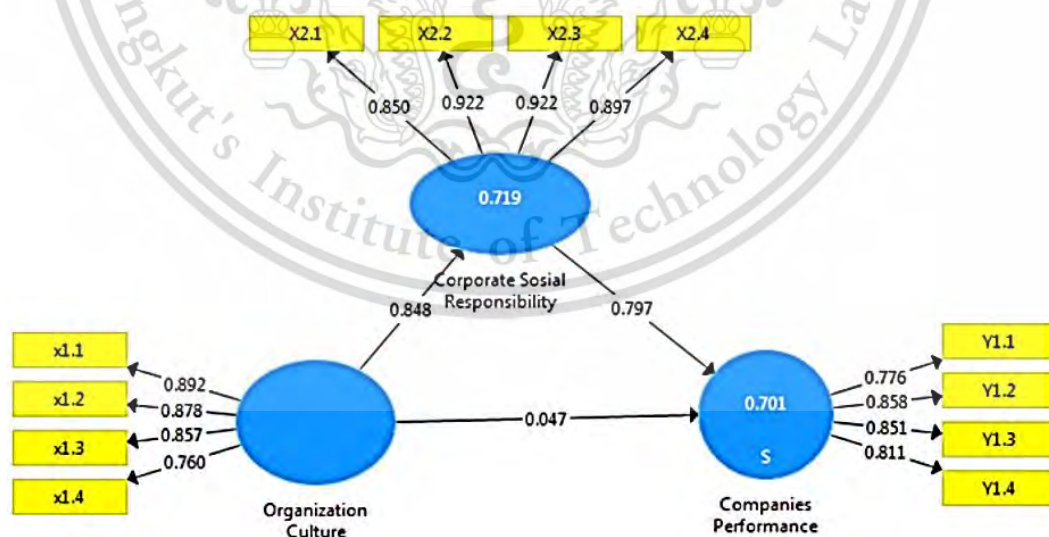 X2.1 X2.2 X2.3 X2.4
0.850 0.922 0.922 0.897
0.719
Corporate Sosial
Responsibility
0.848 0.797
x1.1
x1.2
x1.3
x1.4
0.892
0.878
0.857
0.760
Organization
Culture
0.047
0.701
S
Companies
Performance
0.776
0.858
0.851
0.811
Y1.1
Y1.2
Y1.3
Y1.4
ngkut's Institute of Technology La